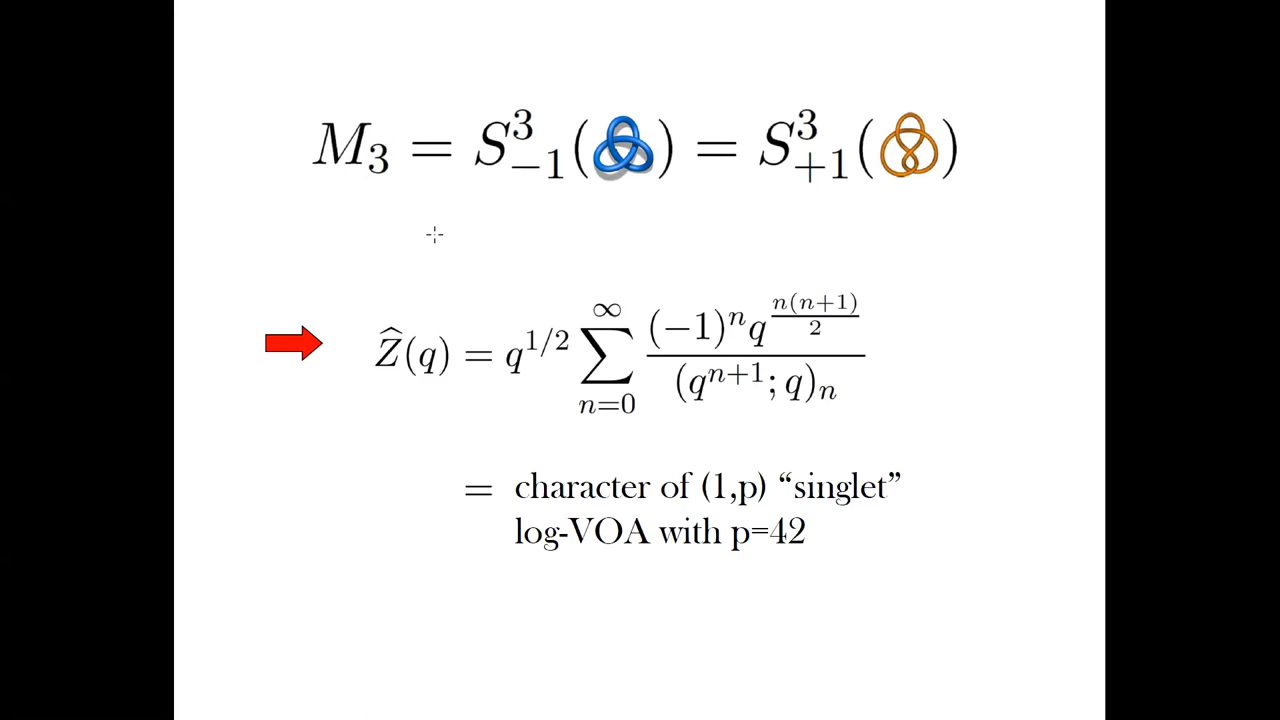 $M_3 = S^3_{-1}( ) = S^3_{+1}( )$
$\widehat{Z}(q) = q^{1/2} \sum_{n=0}^{\infty} \frac{(-1)^n q^{\frac{n(n+1)}{2}}}{(q^{n+1}; q)_n}$
= character of (1,p) “singlet”
log-VOA with p=42